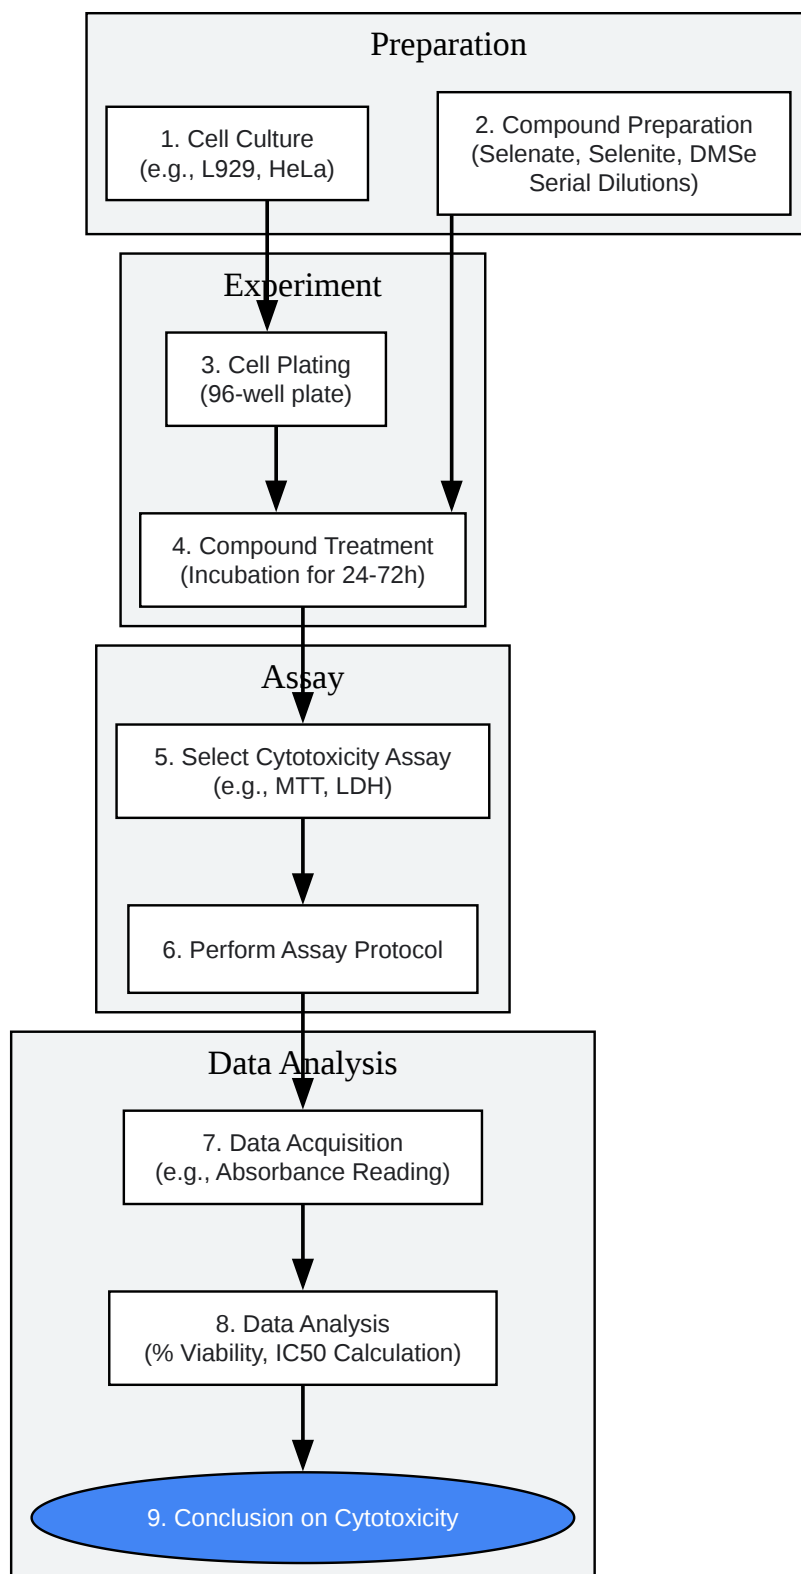 Preparation
1. Cell Culture
(e.g., L929, HeLa)
2. Compound Preparation
(Selenate, Selenite, DMSe
Serial Dilutions)
Experiment
3. Cell Plating
(96-well plate)
4. Compound Treatment
(Incubation for 24-72h)
Assay
5. Select Cytotoxicity Assay
(e.g., MTT, LDH)
6. Perform Assay Protocol
Data Analysis
7. Data Acquisition
(e.g., Absorbance Reading)
8. Data Analysis
(% Viability, IC50 Calculation)
9. Conclusion on Cytotoxicity